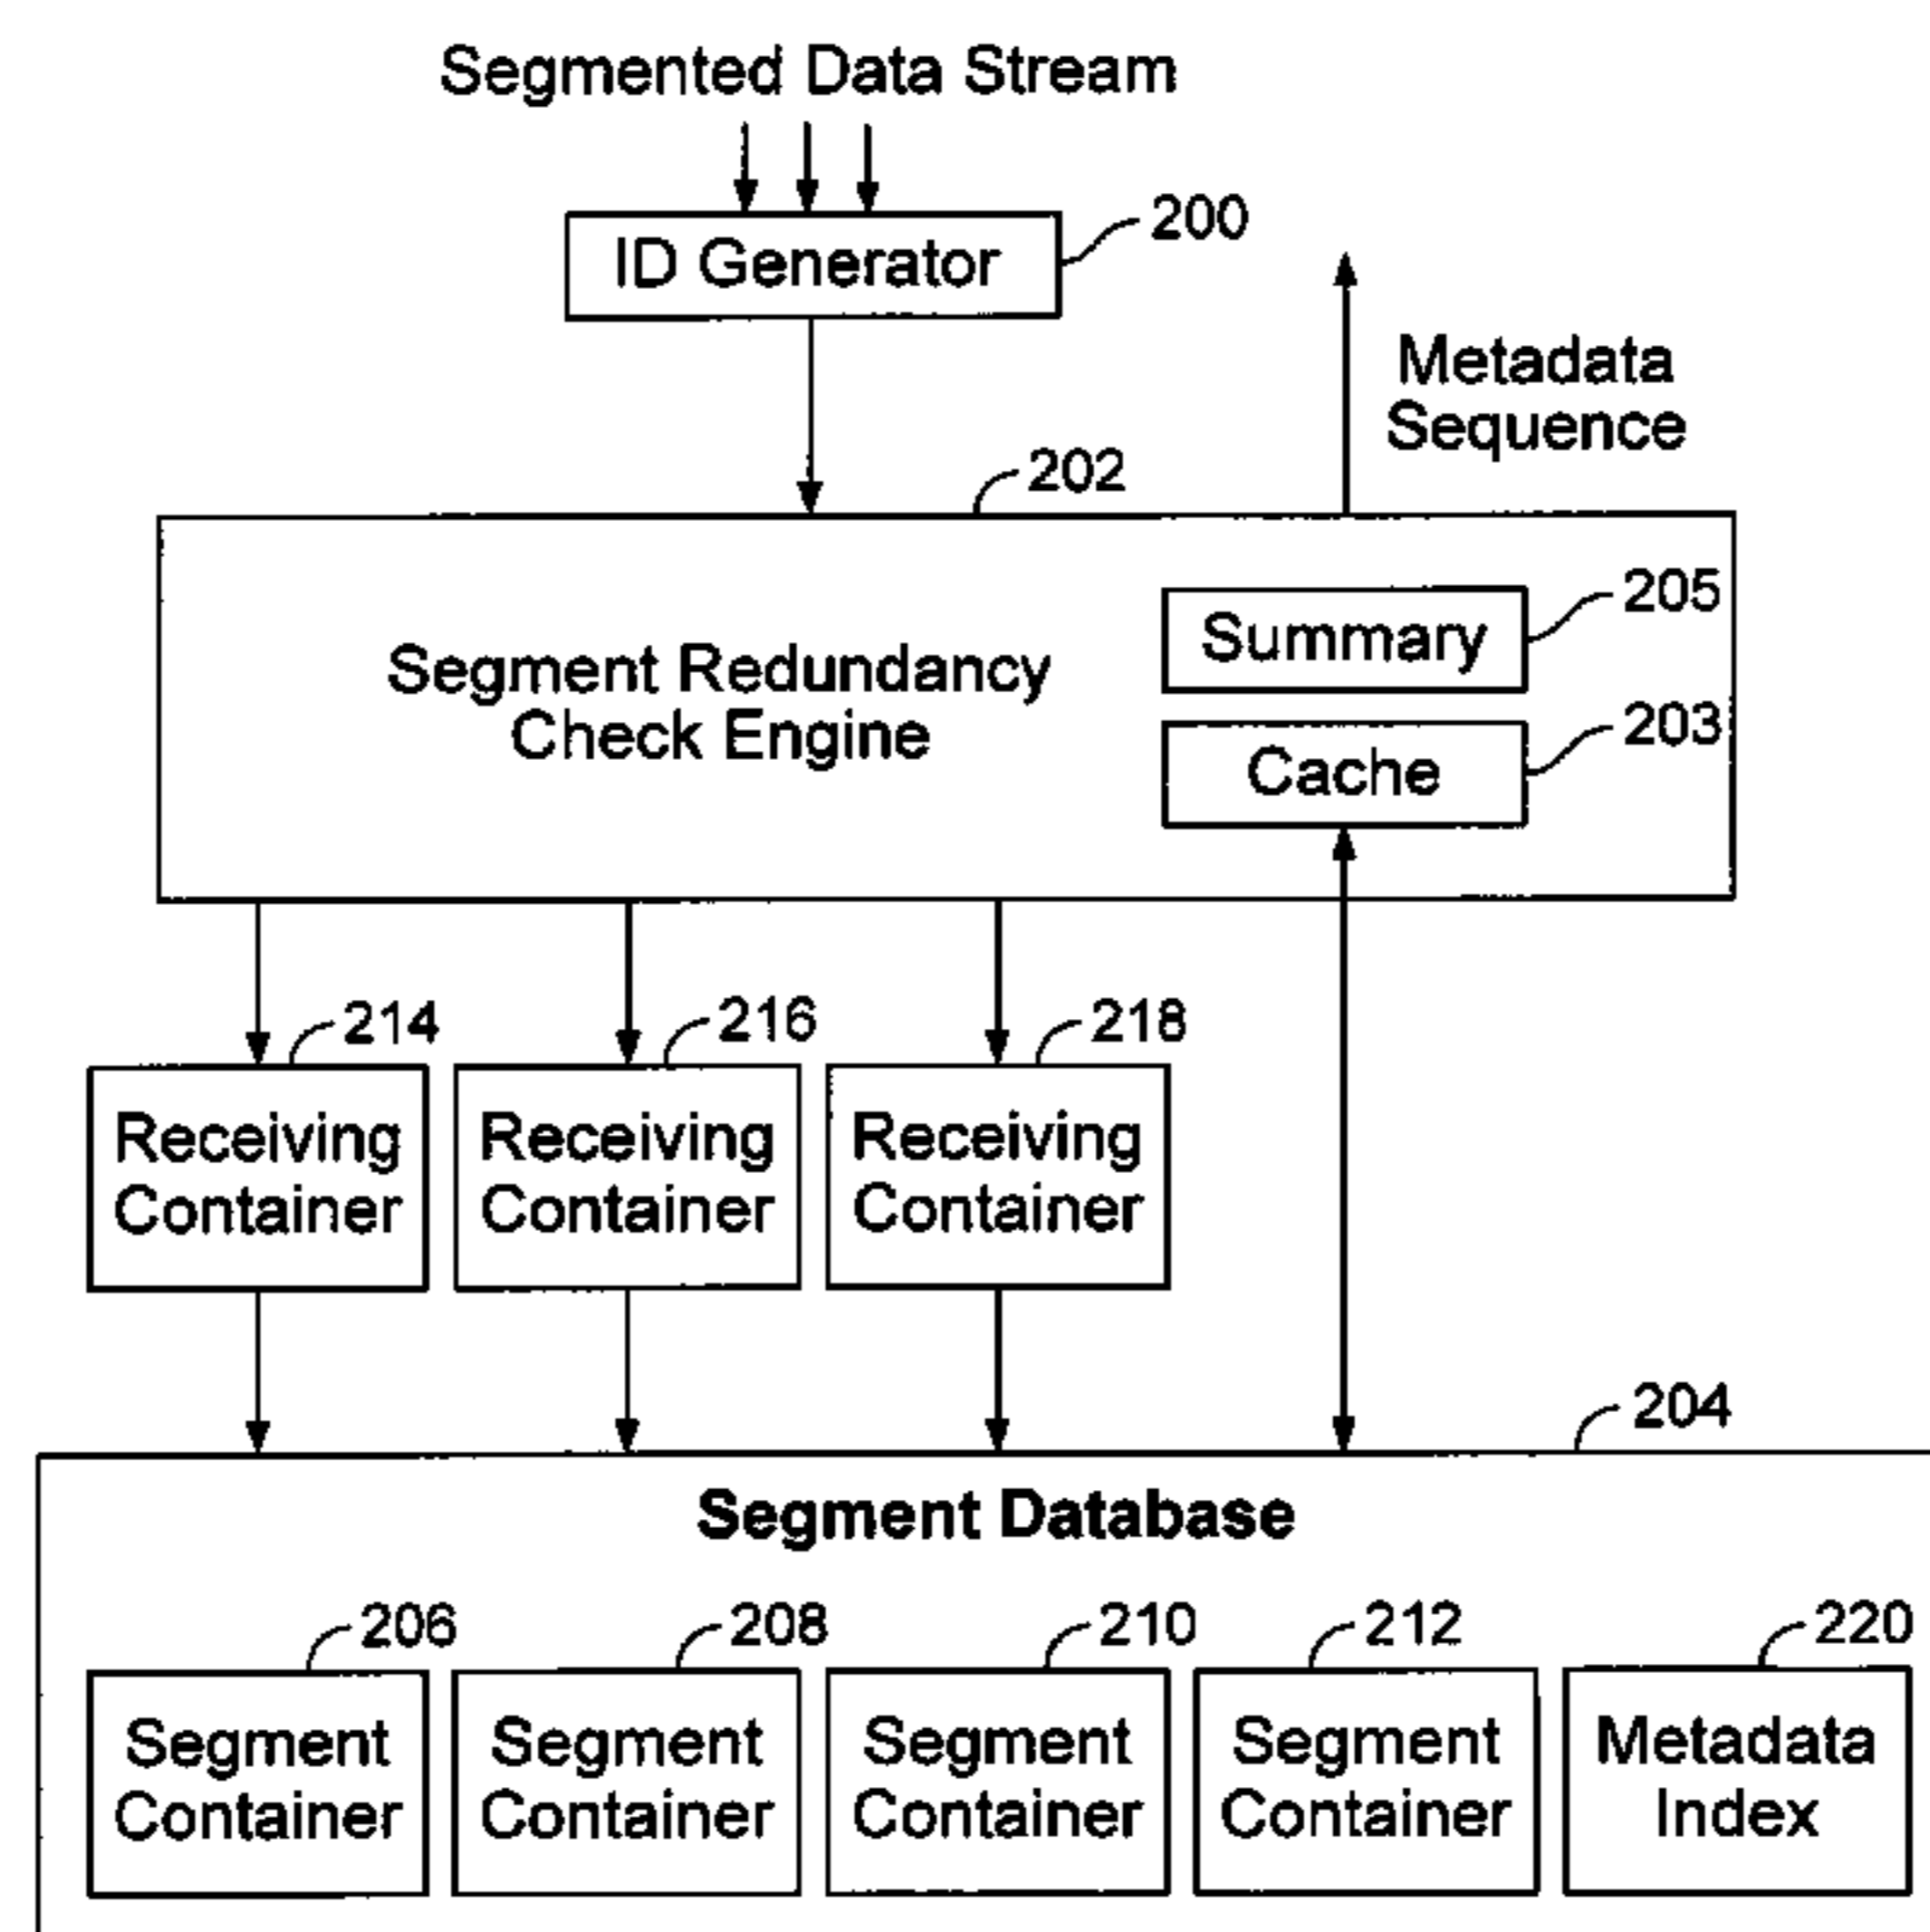 Segmented Data Stream
200
ID Generator
Metadata
Sequence
202
205
Summary
Segment Redundancy
Check Engine
203
Cache
214
216
218
Receiving
Container
Receiving
Container
Receiving
Container
204
Segment Database
206
208
210
212
220
Segment
Container
Segment
Container
Segment
Container
Segment
Container
Metadata
Index